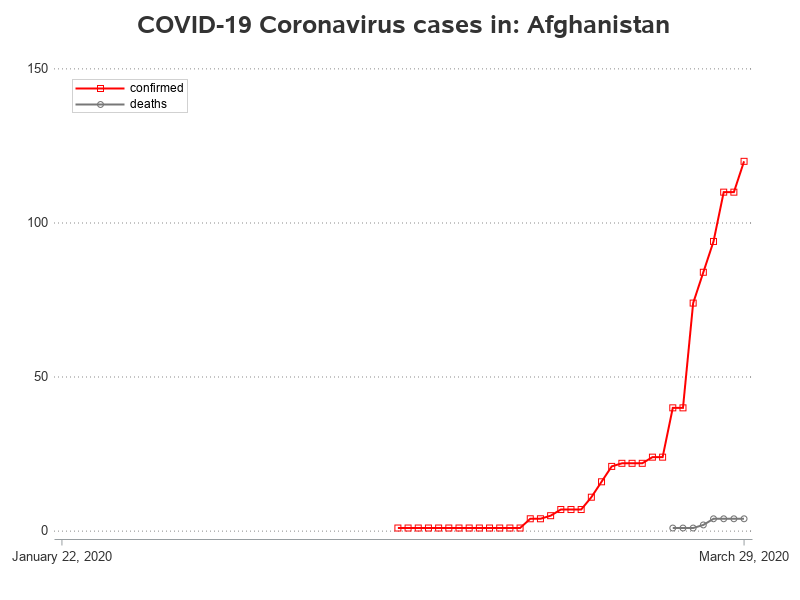 COVID-19 Coronavirus cases in: Afghanistan
150
confirmed
deaths
100
50
0
January 22, 2020
March 29, 2020